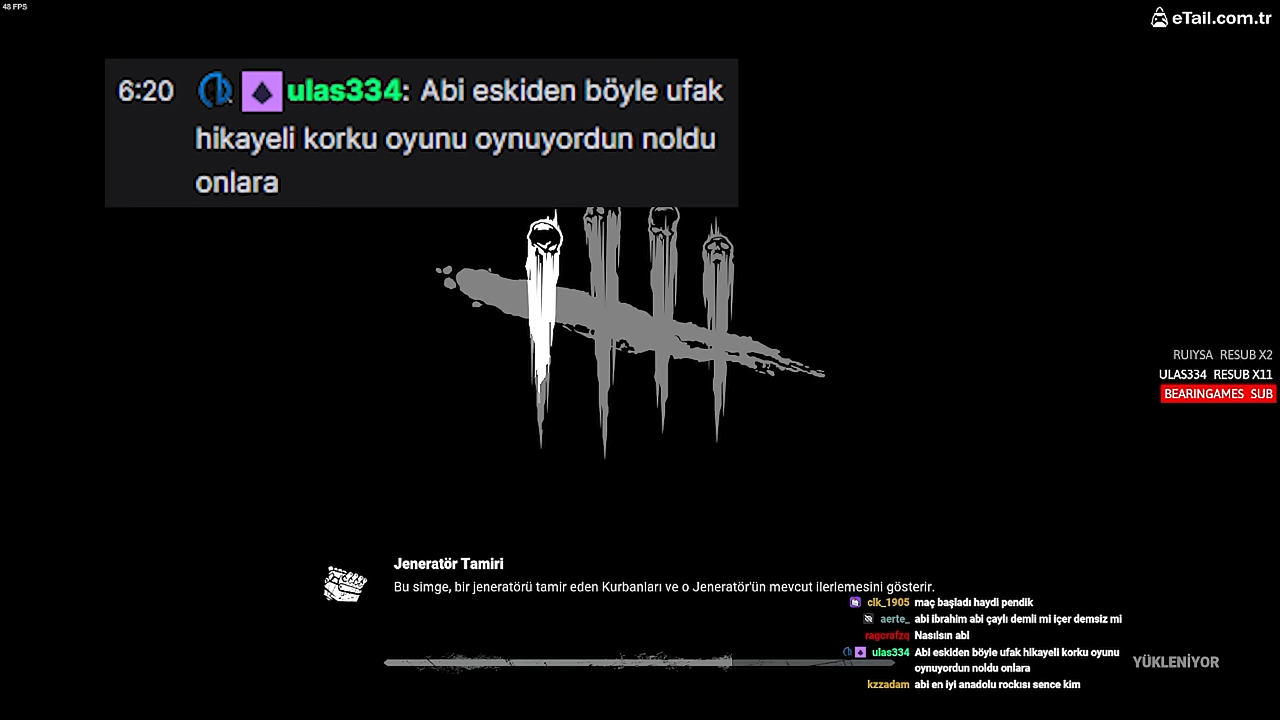 48 FPS
eTail.com.tr
6:20 ulas334: Abi eskiden böyle ufak
hikayeli korku oyunu oynuyordun noldu
onlara
RUIYSA RESUB X2
ULAS334 RESUB X11
BEARINGAMES SUB
Jeneratör Tamiri
Bu simge, bir jeneratörü tamir eden Kurbanları ve o Jeneratör'ün mevcut ilerlemesini gösterir.
clk_1905 maç başladı haydi pendik
aerte_ abi ibrahim abi çaylı demli mi içer demsiz mi
ragcrafzq Nasılsın abi
ulas334 Abi eskiden böyle ufak hikayeli korku oyunu
oynuyordun noldu onlara
YÜKLENİYOR
kzzadam abi en iyi anadolu rockısı sence kim